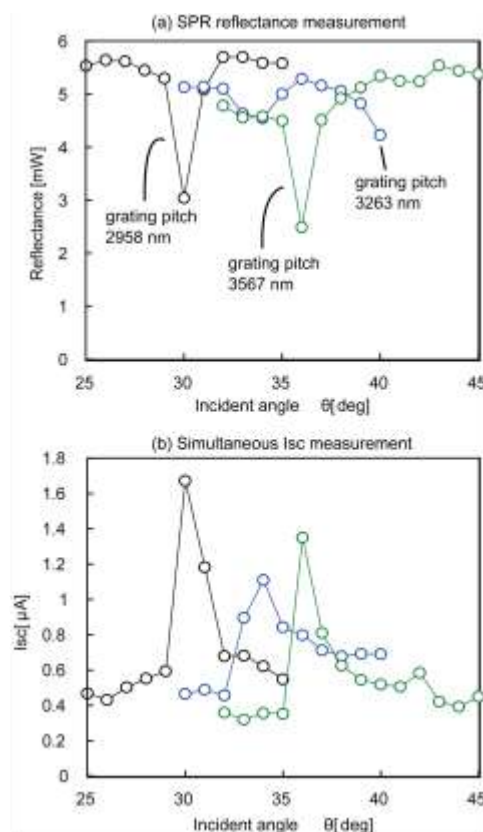 (a) SPR reflectance measurement
6
5
4
3
2
1
0
Reflectance [mW]
grating pitch
2958 nm
grating pitch
3567 nm
grating pitch
3263 nm
25 30 35 40 45
Incident angle θ[deg]
(b) Simultaneous Isc measurement
1.8
1.6
1.4
1.2
1
0.8
0.6
0.4
0.2
0
Isc[ μA]
25 30 35 40 45
Incident angle θ[deg]